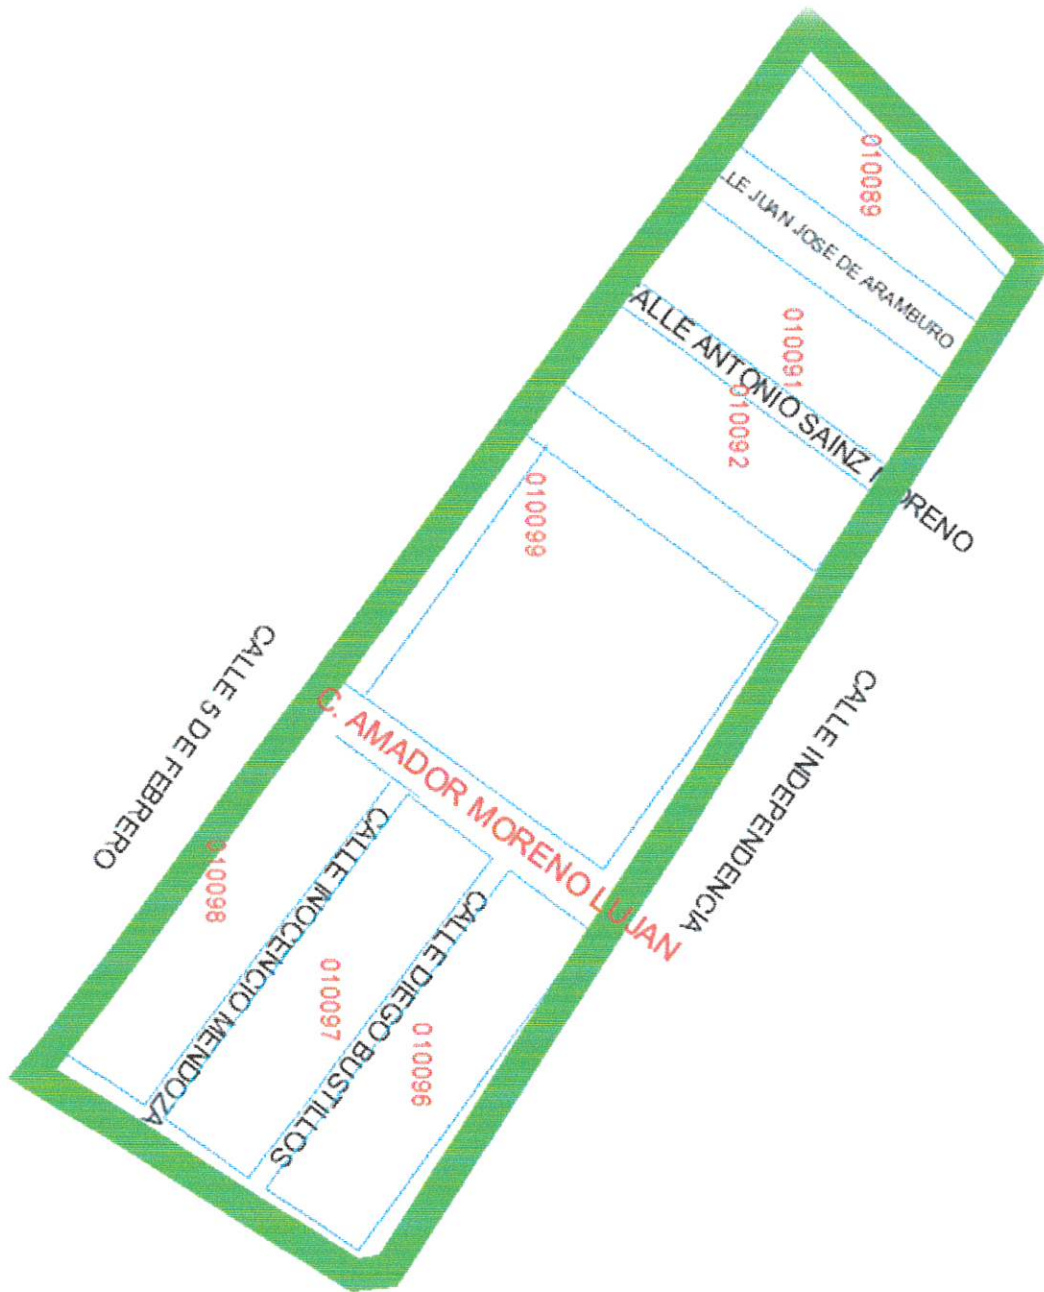 010089
LLE JUAN JOSE DE ARAMBURO
010091
CALLE ANTONIO SAINZ MORENO
010092
010099
CALLE 5 DE FEBRERO
C. AMADOR MORENO LUJAN
CALLE INDEPENDENCIA
010098
CALLE INOCENCIO MENDOZA
010097
CALLE DIEGO BUSTILLOS
010096